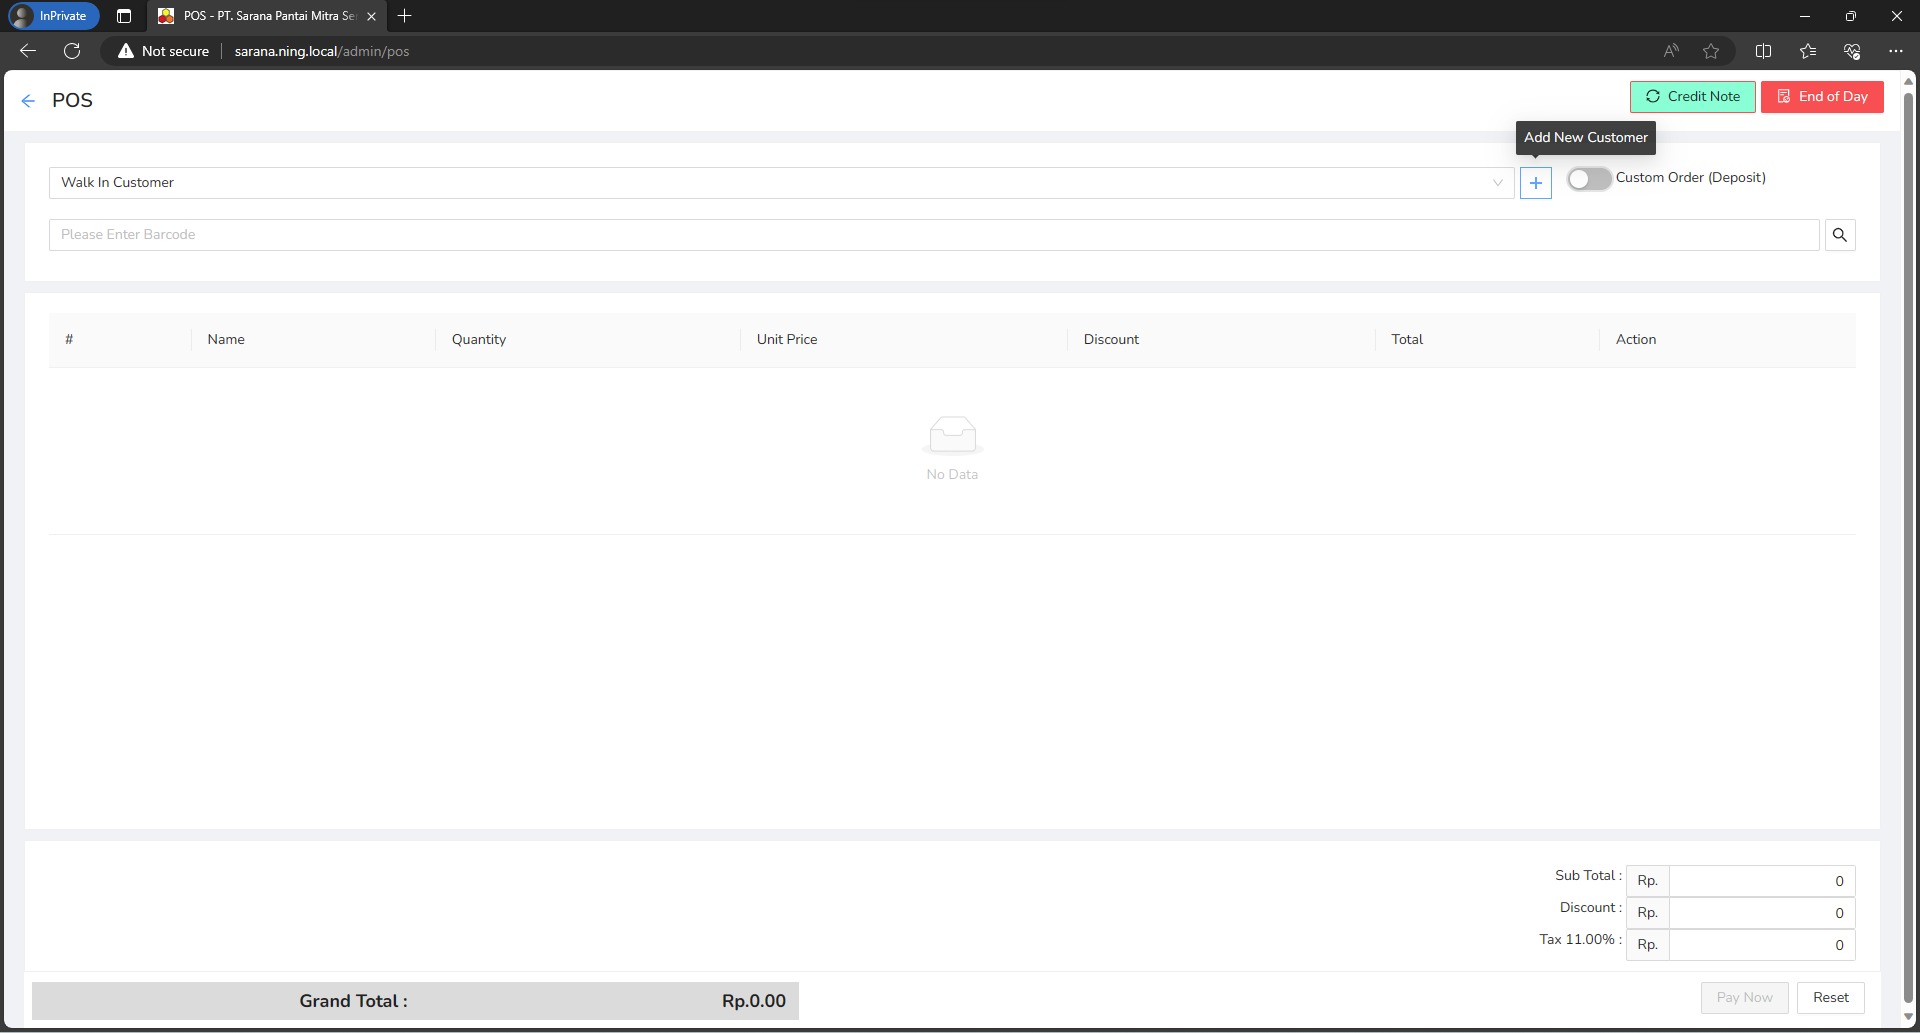 InPrivate
POS - PT. Sarana Pantai Mitra Se
Not secure
sarana.ning.local/admin/pos
POS
Credit Note
End of Day
Add New Customer
Walk In Customer
Custom Order (Deposit)
Please Enter Barcode
# Name Quantity Unit Price Discount Total Action
No Data
Sub Total : Rp. 0
Discount : Rp. 0
Tax 11.00% : Rp. 0
Grand Total : Rp.0.00
Pay Now
Reset